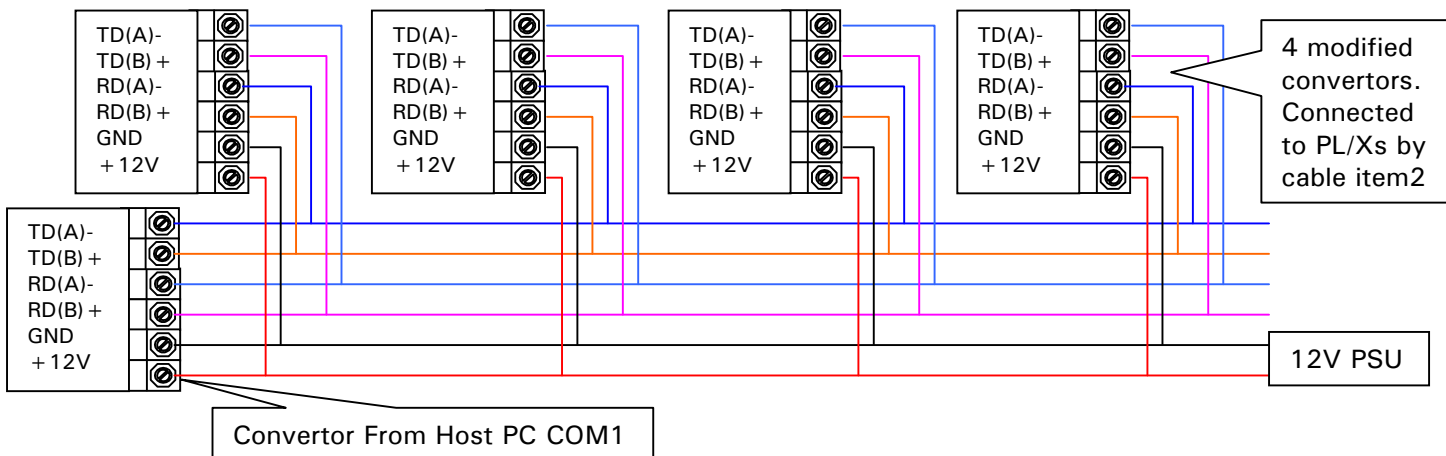 TD(A)-
TD(B)+
RD(A)-
RD(B)+
GND
+12V
TD(A)-
TD(B)+
RD(A)-
RD(B)+
GND
+12V
TD(A)-
TD(B)+
RD(A)-
RD(B)+
GND
+12V
TD(A)-
TD(B)+
RD(A)-
RD(B)+
GND
+12V
4 modified
convertors.
Connected
to PL/Xs by
cable item2
TD(A)-
TD(B)+
RD(A)-
RD(B)+
GND
+12V
12V PSU
Convertor From Host PC COM1